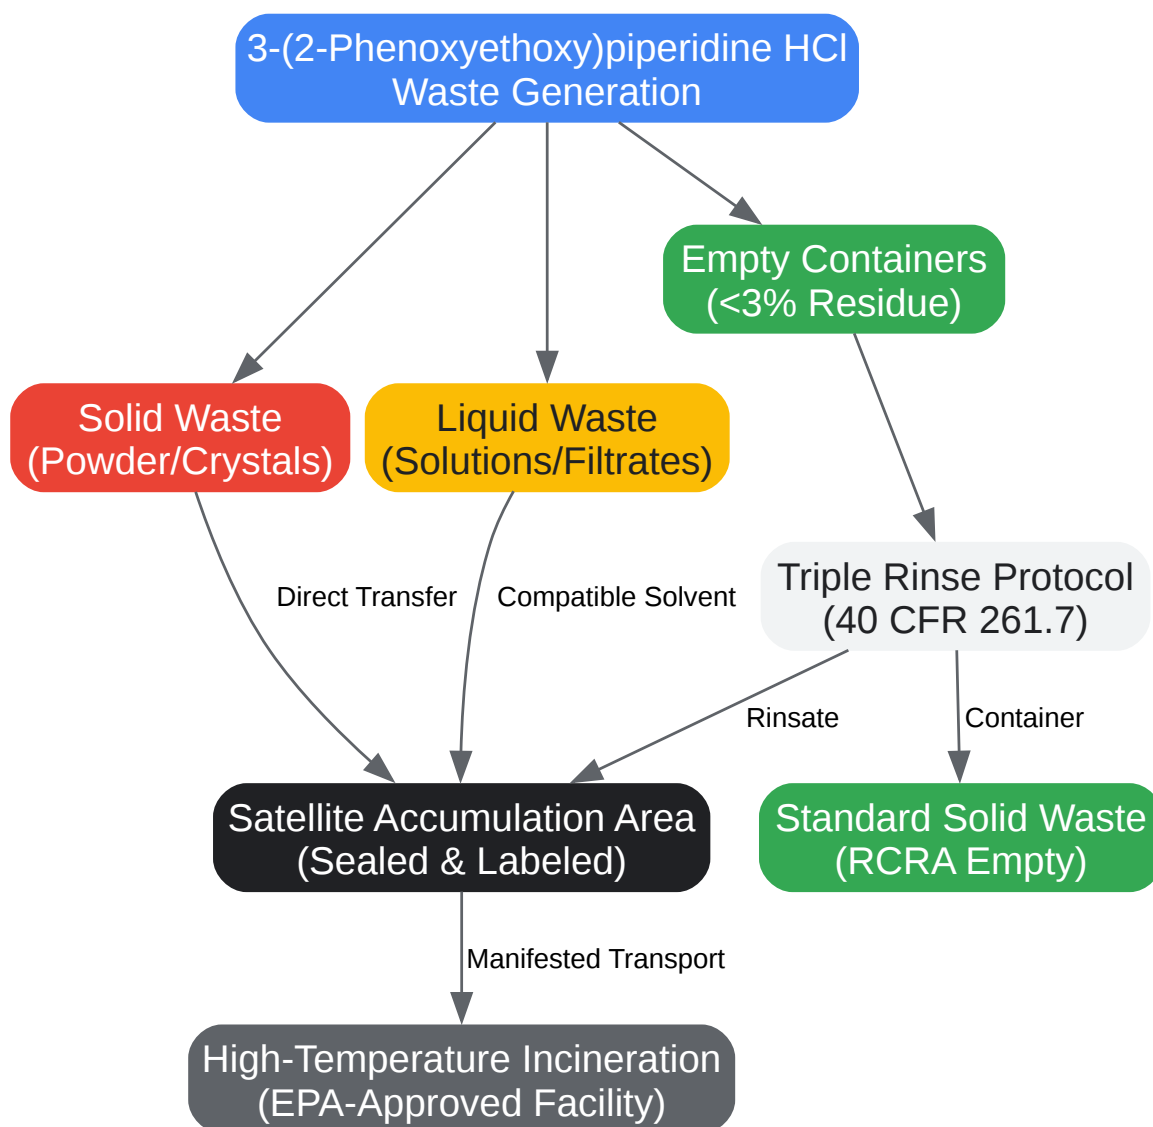 3-(2-Phenoxyethoxy)piperidine HCl
Waste Generation
Empty Containers
(<3% Residue)
Solid Waste
(Powder/Crystals)
Liquid Waste
(Solutions/Filtrates)
Direct Transfer
Compatible Solvent
Triple Rinse Protocol
(40 CFR 261.7)
Rinsate
Container
Satellite Accumulation Area
(Sealed & Labeled)
Standard Solid Waste
(RCRA Empty)
Manifested Transport
High-Temperature Incineration
(EPA-Approved Facility)